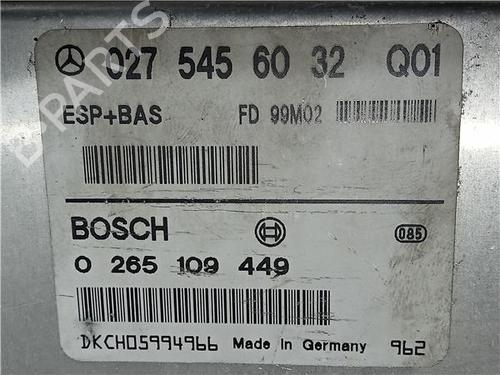 027 545 60 32 Q01
ESP+BAS FD 99M02
BOSCH 085
0 265 109 449
DKCH05994966 Made in Germany 962